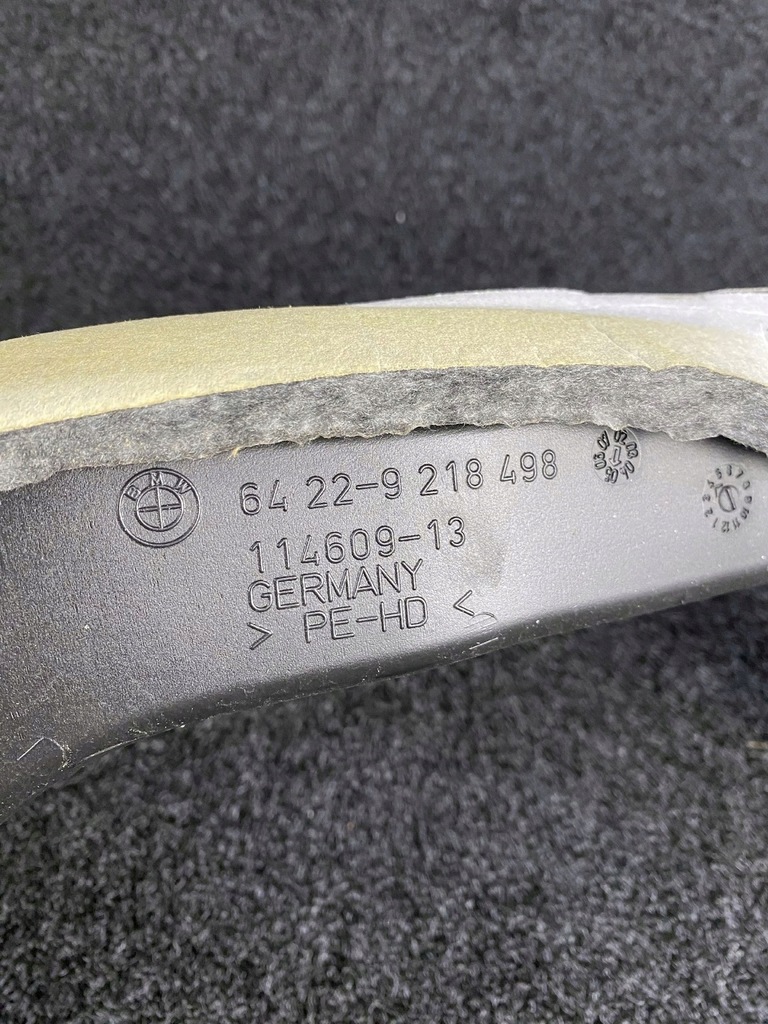 BMW
64 22-9 218 498
114609-13
GERMANY
> PE-HD <